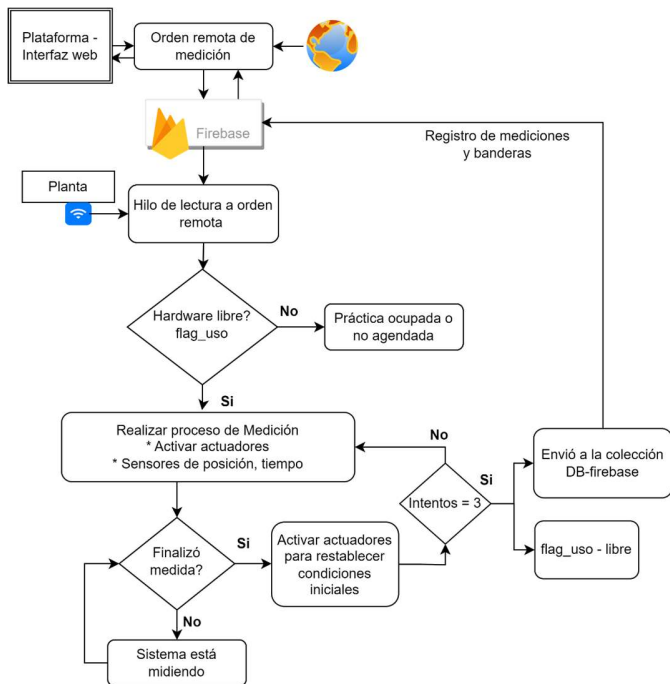 Plataforma -
Interfaz web
Orden remota de
medición
Firebase
Registro de mediciones
y banderas
Planta
Hilo de lectura a orden
remota
Hardware libre?
flag_uso
No
Práctica ocupada o
no agendada
Si
Realizar proceso de Medición
* Activar actuadores
* Sensores de posición, tiempo
No
Intentos = 3
Si
Envió a la colección
DB-firebase
flag_uso - libre
Finalizó
medida?
Si
Activar actuadores
para restablecer
condiciones
iniciales
No
Sistema está
midiendo